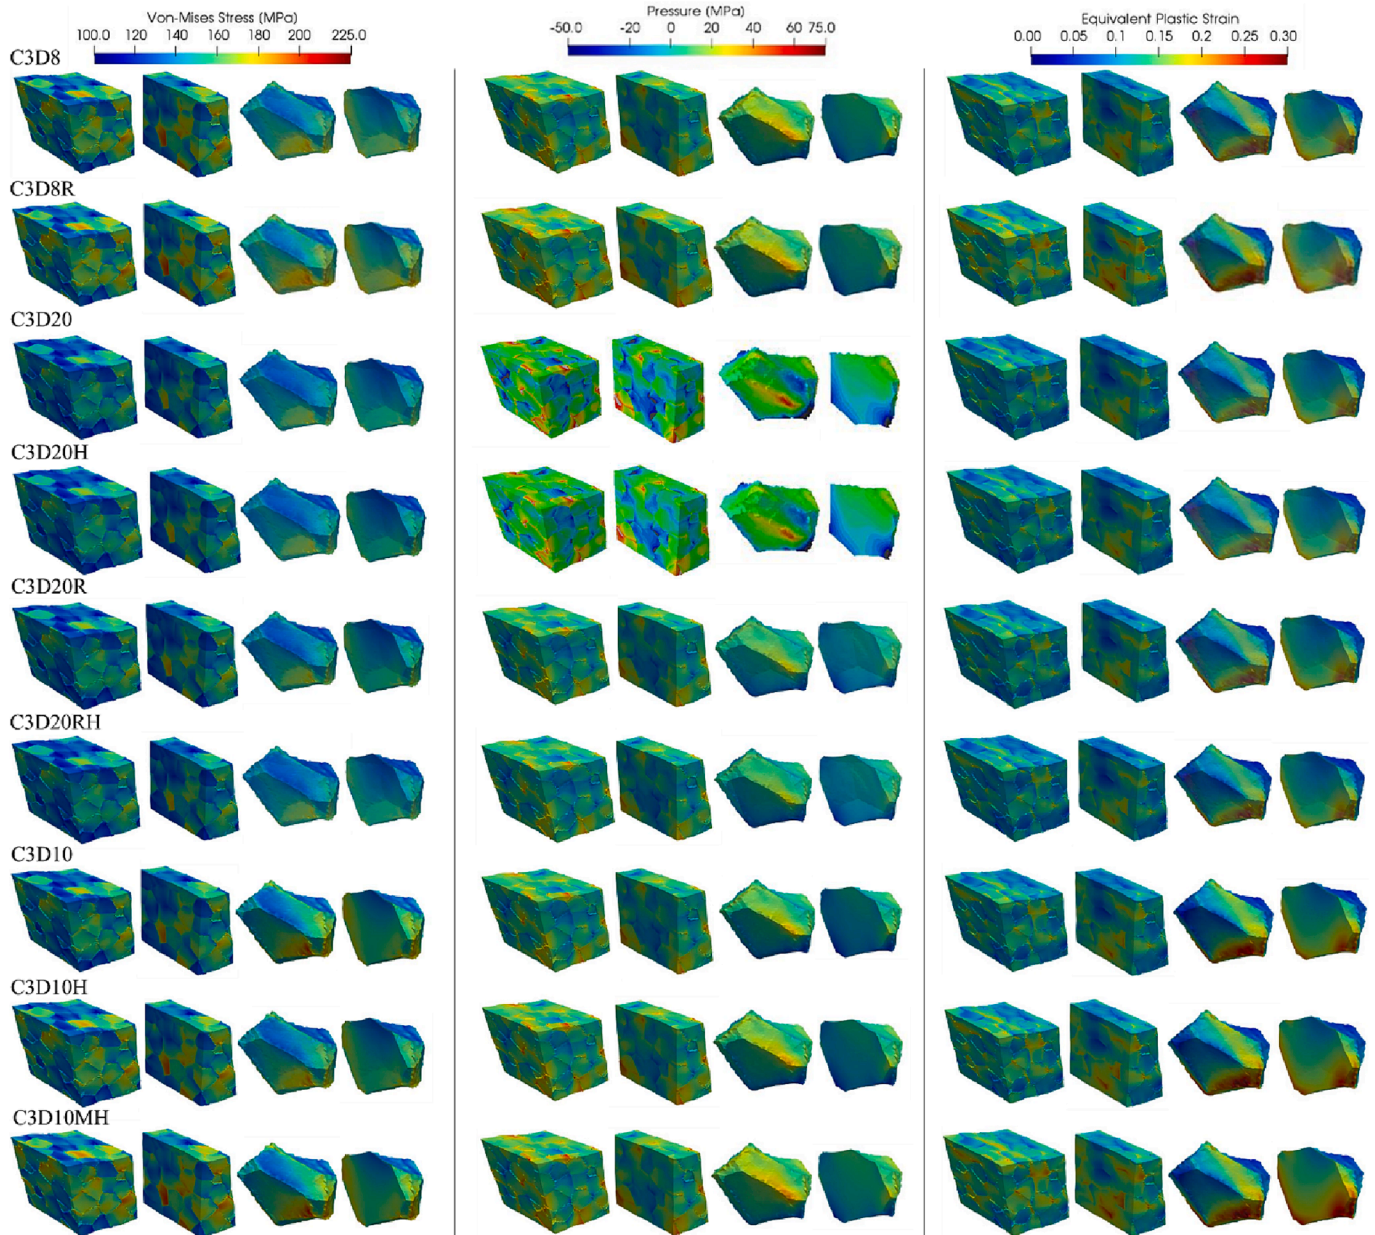 Von-Mises Stress (MPa)
100.0 120 140 160 180 200 225.0
Pressure (MPa)
-50.0 -20 0 20 40 60 75.0
Equivalent Plastic Strain
0.00 0.05 0.1 0.15 0.2 0.25 0.30
C3D8
C3D8R
C3D20
C3D20H
C3D20R
C3D20RH
C3D10
C3D10H
C3D10MH